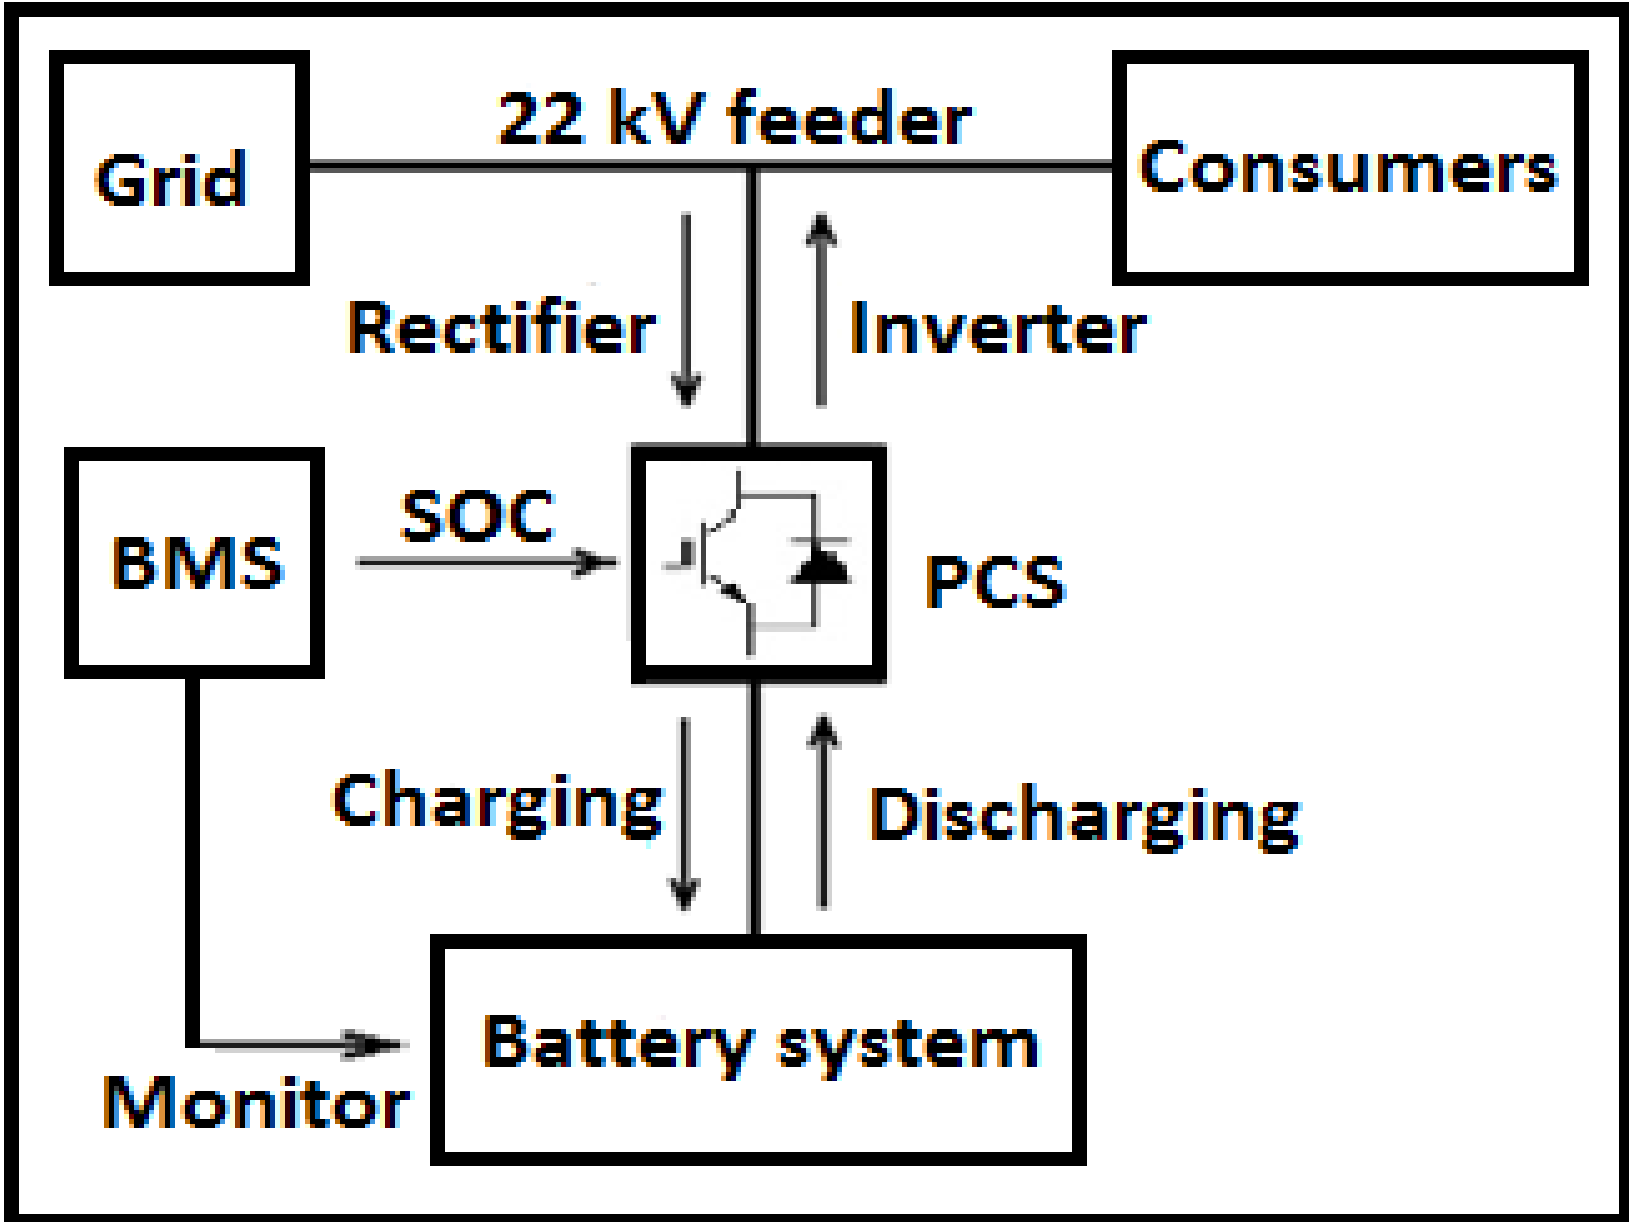 22 kV feeder
Grid
Consumers
Rectifier
Inverter
BMS
SOC
PCS
Charging
Discharging
Battery system
Monitor